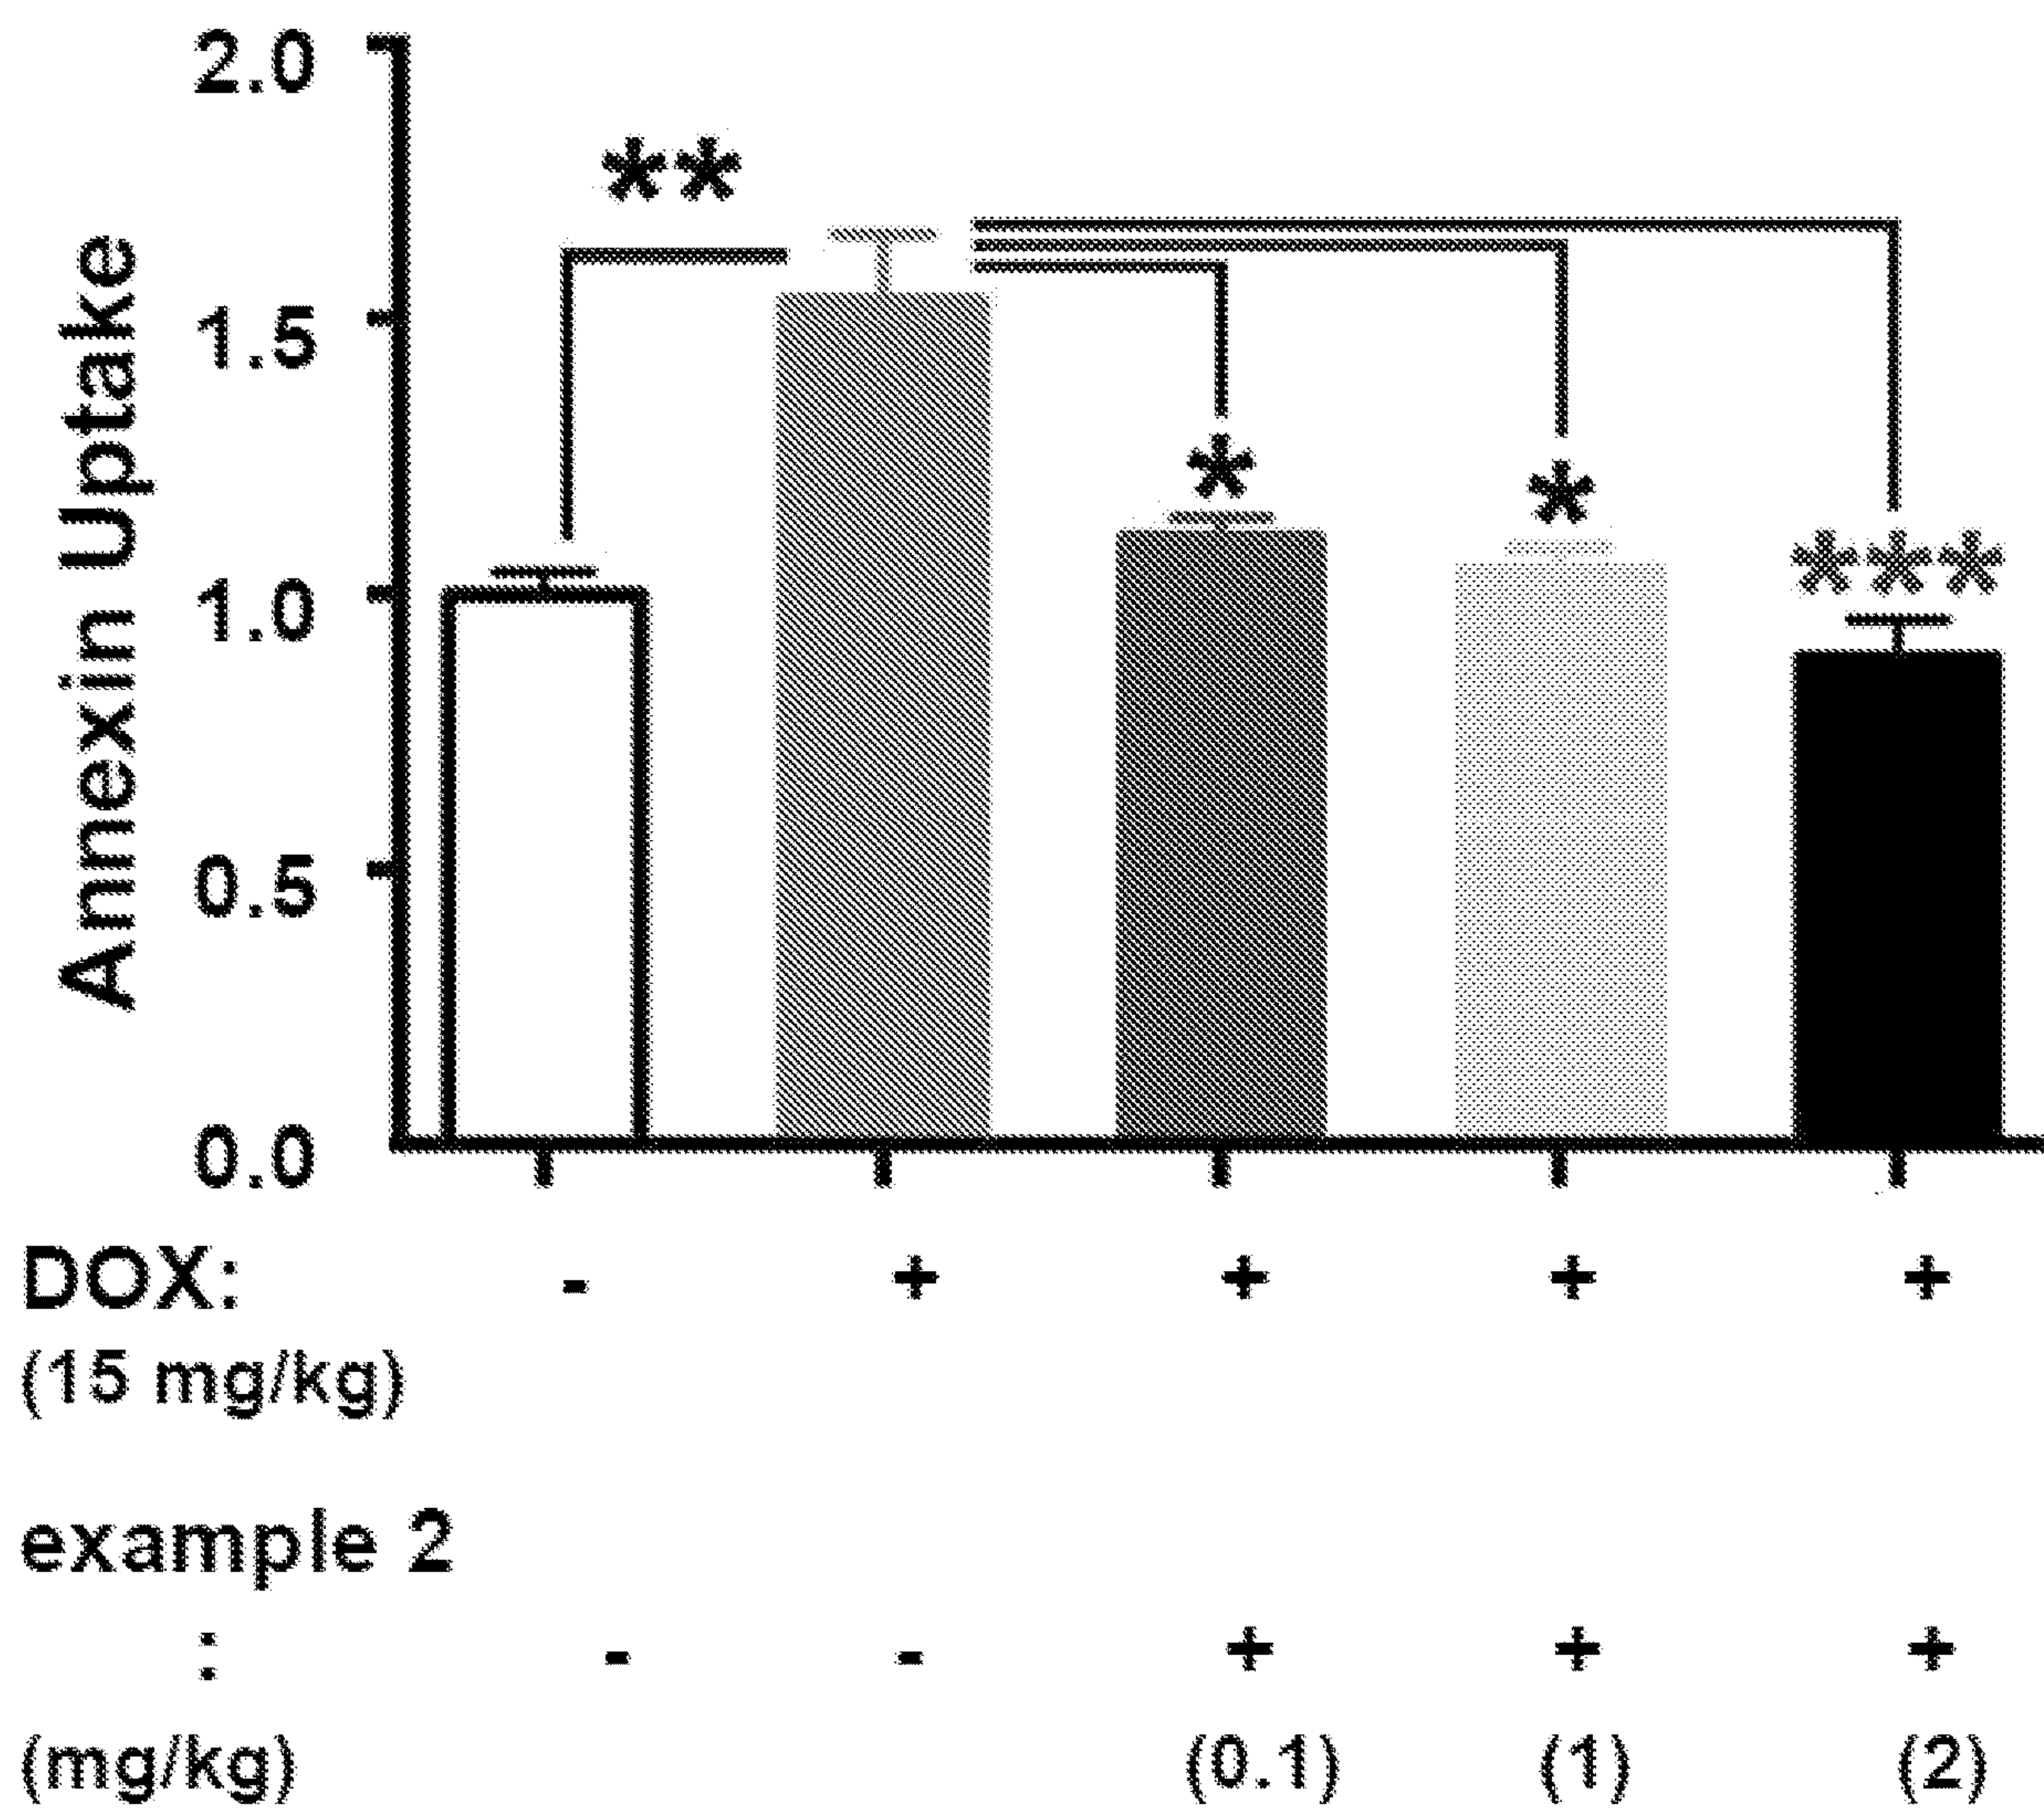 Annexin Uptake
2.0
1.5
1.0
0.5
0.0
**
*
*
***
DOX: - + + + +
(15 mg/kg)
example 2
: - - + + +
(mg/kg) (0.1) (1) (2)